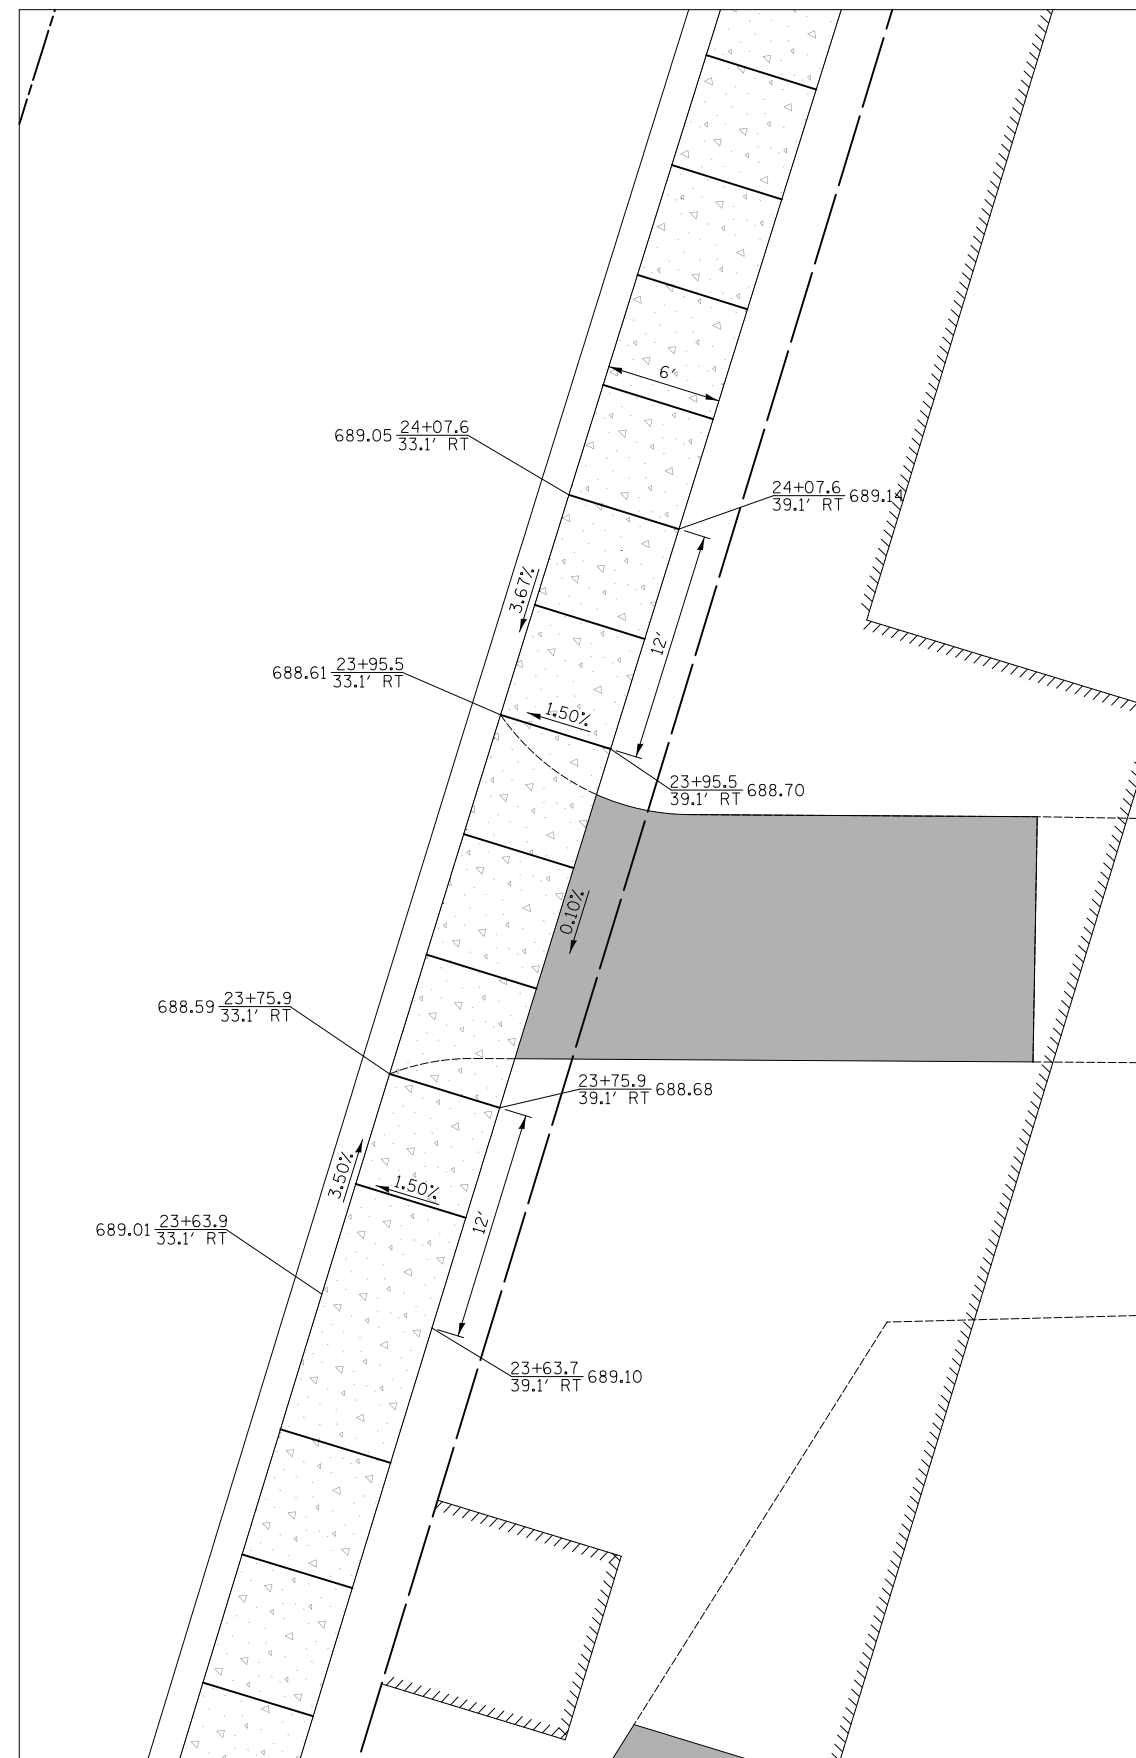 6'
689.05 24+07.6
33.1' RT
24+07.6 689.14
39.1' RT
3.67%
12'
688.61 23+95.5
33.1' RT
1.50%
23+95.5 688.70
39.1' RT
0.10%
688.59 23+75.9
33.1' RT
23+75.9 688.68
39.1' RT
3.50%
1.50%
12'
689.01 23+63.9
33.1' RT
23+63.7 689.10
39.1' RT